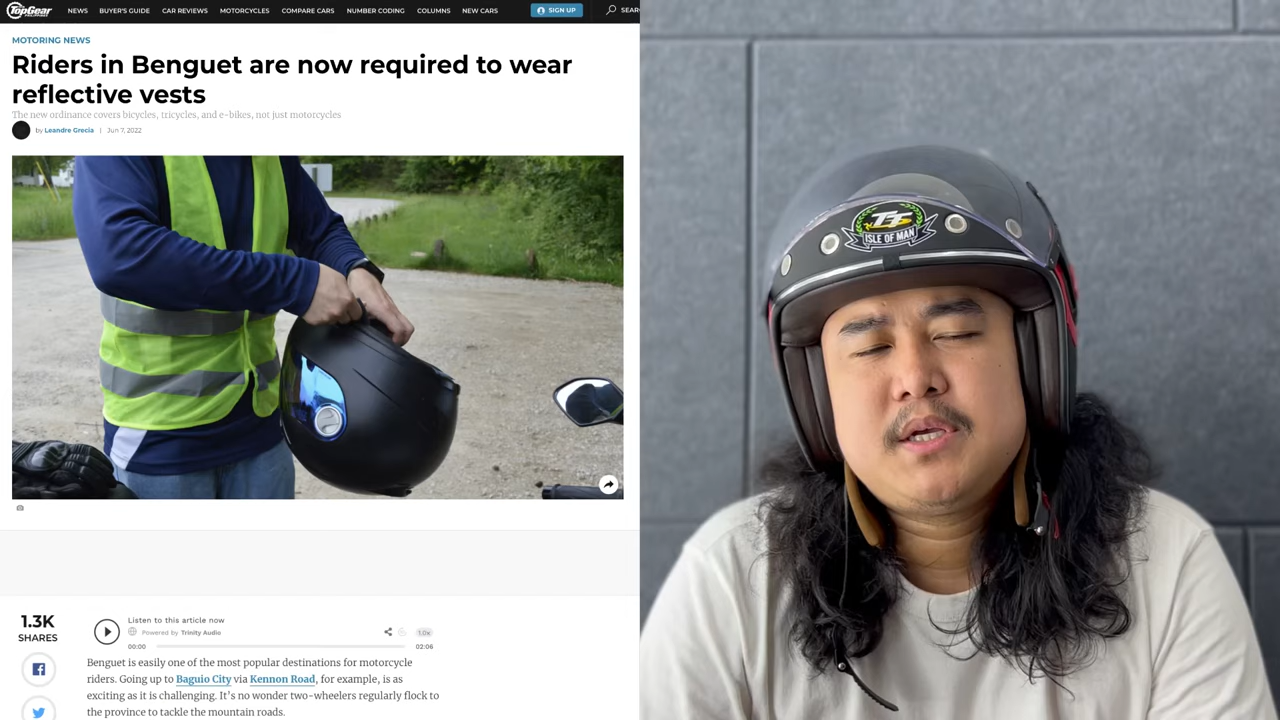 TopGear
PHILIPPINES
NEWS
BUYER'S GUIDE
CAR REVIEWS
MOTORCYCLES
COMPARE CARS
NUMBER CODING
COLUMNS
NEW CARS
SIGN UP
SEAR
MOTORING NEWS
Riders in Benguet are now required to wear
reflective vests
The new ordinance covers bicycles, tricycles, and e-bikes, not just motorcycles
by Leandre Grecia | Jun 7, 2022
1.3K
SHARES
Listen to this article now
Powered by Trinity Audio
1.0x
00:00
02:06
Benguet is easily one of the most popular destinations for motorcycle
riders. Going up to Baguio City via Kennon Road, for example, is as
exciting as it is challenging. It's no wonder two-wheelers regularly flock to
the province to tackle the mountain roads.
TT
ISLE OF MAN